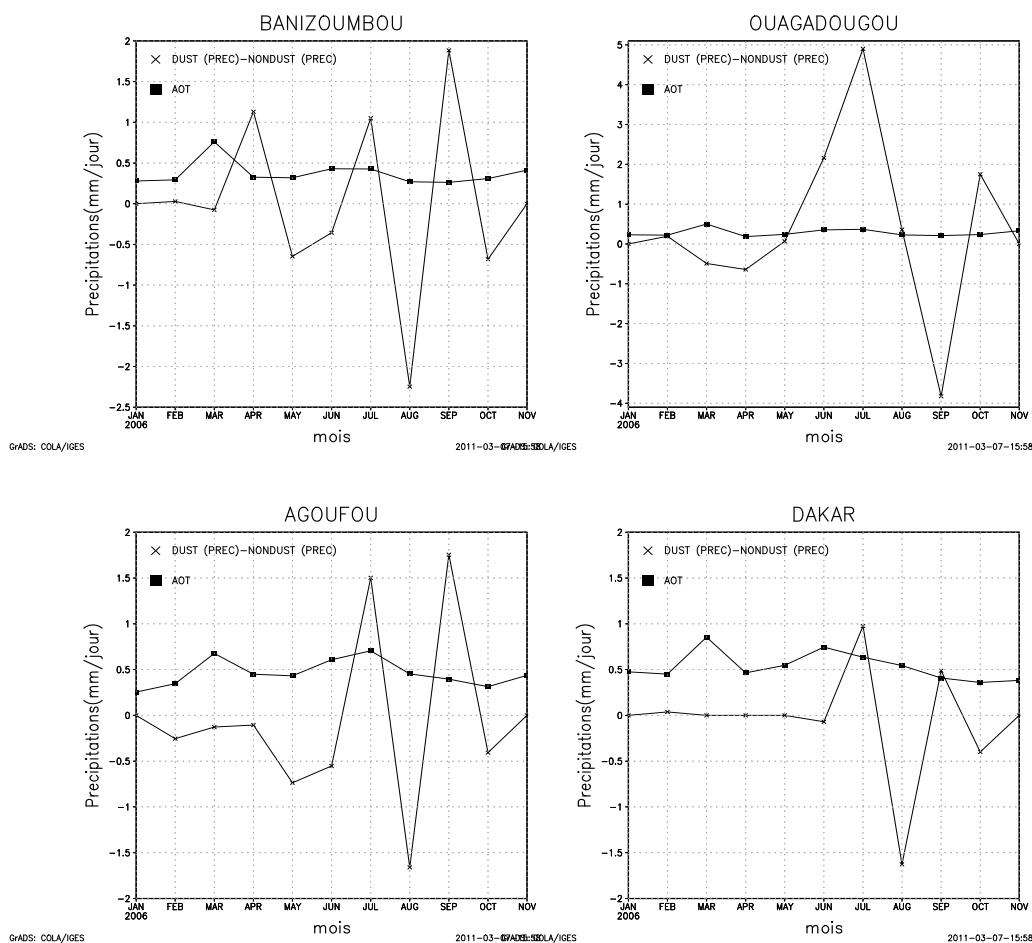 BANIZOUMBOU
DUST (PREC)-NONDUST (PREC)
AOT
Precipitations(mm/jour)
2
1.5
1
0.5
0
-0.5
-1
-1.5
-2
-2.5
JAN FEB MAR APR MAY JUN JUL AUG SEP OCT NOV
2006
mois
GrADS: COLA/IGES
OUAGADOUGOU
DUST (PREC)-NONDUST (PREC)
AOT
Precipitations(mm/jour)
5
4
3
2
1
0
-1
-2
-3
-4
JAN FEB MAR APR MAY JUN JUL AUG SEP OCT NOV
2006
mois
2011-03-07-15:58
AGOUFOU
DUST (PREC)-NONDUST (PREC)
AOT
Precipitations(mm/jour)
2
1.5
1
0.5
0
-0.5
-1
-1.5
-2
JAN FEB MAR APR MAY JUN JUL AUG SEP OCT NOV
2006
mois
GrADS: COLA/IGES
DAKAR
DUST (PREC)-NONDUST (PREC)
AOT
Precipitations(mm/jour)
2
1.5
1
0.5
0
-0.5
-1
-1.5
-2
JAN FEB MAR APR MAY JUN JUL AUG SEP OCT NOV
2006
mois
2011-03-07-15:58